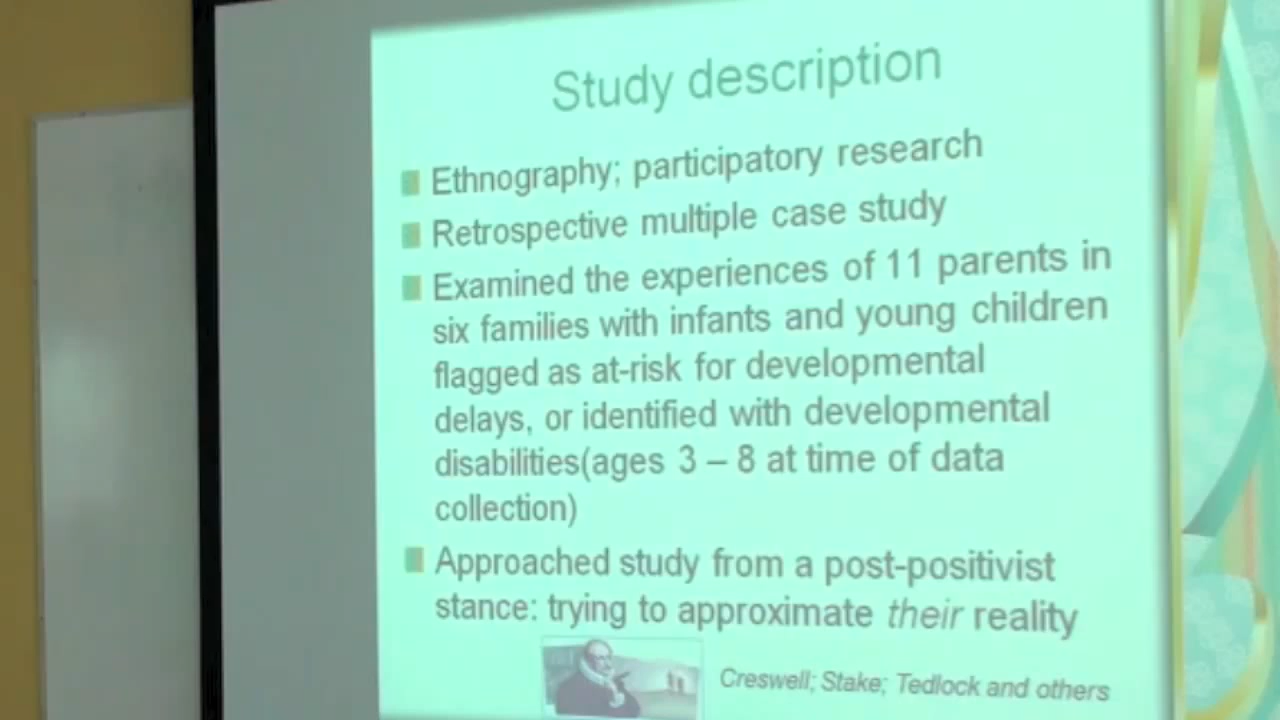 Study description
Ethnography; participatory research
Retrospective multiple case study
Examined the experiences of 11 parents in
six families with infants and young children
flagged as at-risk for developmental
delays, or identified with developmental
disabilities(ages 3 – 8 at time of data
collection)
Approached study from a post-positivist
stance: trying to approximate their reality
Creswell; Stake; Tedlock and others